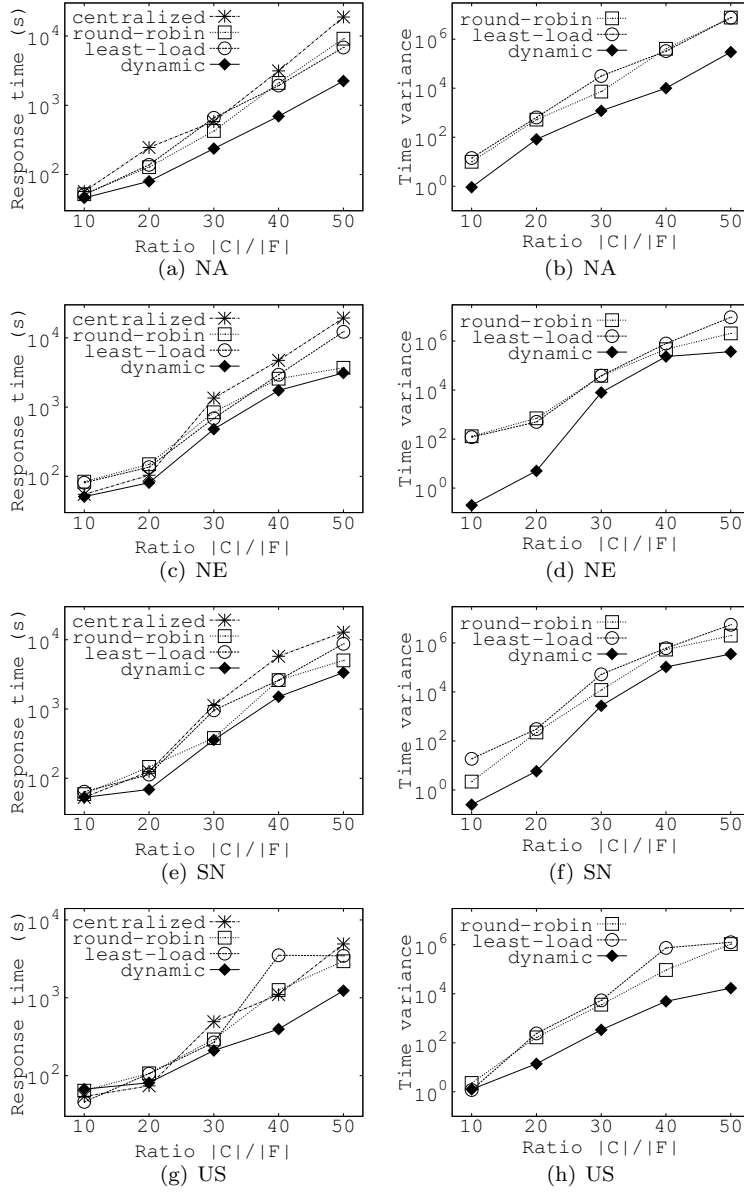 Response time (s)
10^4
10^3
10^2
centralized
round-robin
least-load
dynamic
10 20 30 40 50
Ratio |C|/|F|
(a) NA
Time variance
10^6
10^4
10^2
10^0
round-robin
least-load
dynamic
10 20 30 40 50
Ratio |C|/|F|
(b) NA
Response time (s)
10^4
10^3
10^2
centralized
round-robin
least-load
dynamic
10 20 30 40 50
Ratio |C|/|F|
(c) NE
Time variance
10^6
10^4
10^2
10^0
round-robin
least-load
dynamic
10 20 30 40 50
Ratio |C|/|F|
(d) NE
Response time (s)
10^4
10^3
10^2
centralized
round-robin
least-load
dynamic
10 20 30 40 50
Ratio |C|/|F|
(e) SN
Time variance
10^6
10^4
10^2
10^0
round-robin
least-load
dynamic
10 20 30 40 50
Ratio |C|/|F|
(f) SN
Response time (s)
10^4
10^3
10^2
centralized
round-robin
least-load
dynamic
10 20 30 40 50
Ratio |C|/|F|
(g) US
Time variance
10^6
10^4
10^2
10^0
round-robin
least-load
dynamic
10 20 30 40 50
Ratio |C|/|F|
(h) US